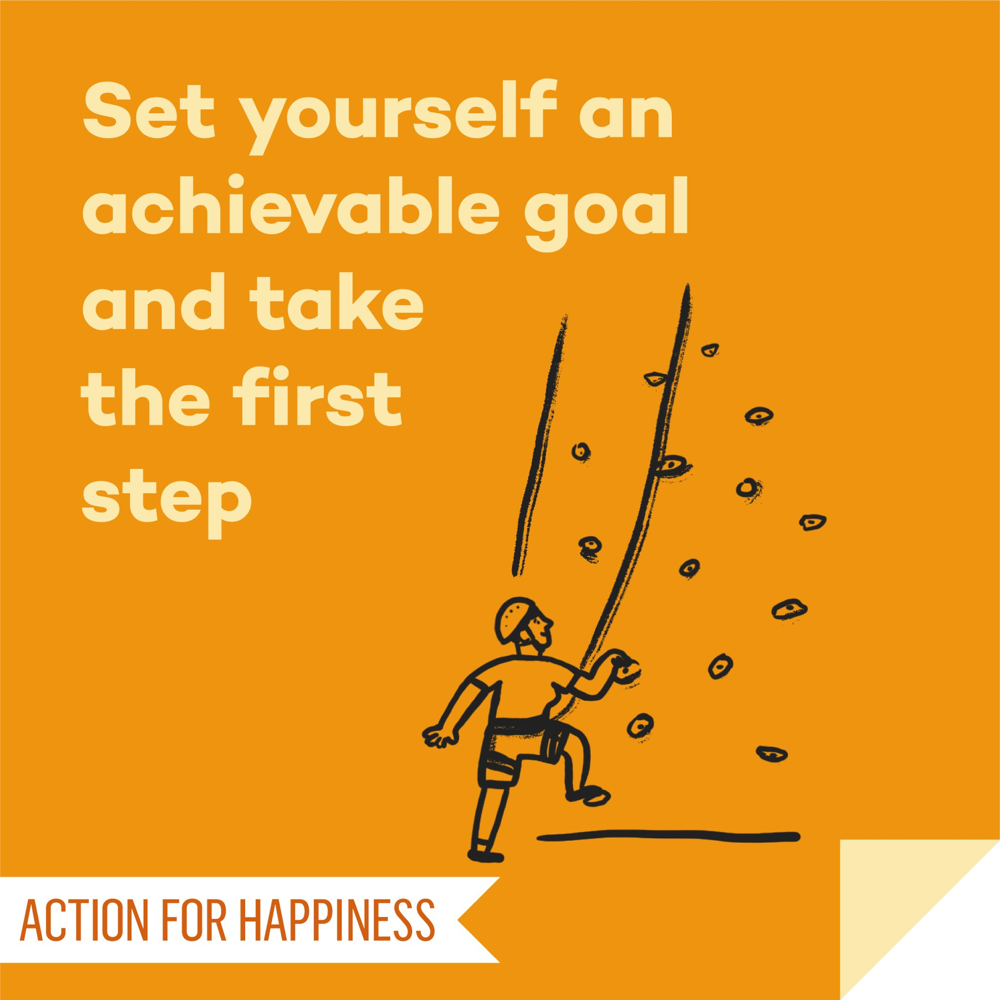 Set yourself an
achievable goal
and take
the first
step
ACTION FOR HAPPINESS